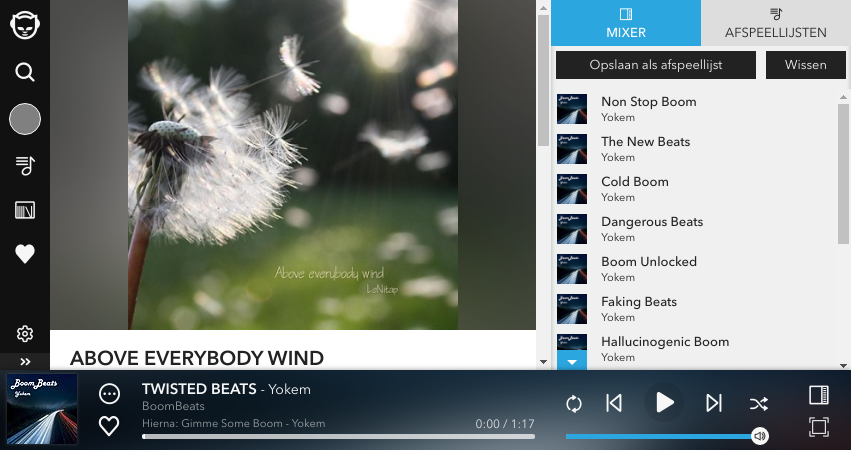 MIXER
AFSPEELLIJSTEN
Opslaan als afspeellijst
Wissen
Non Stop Boom
Yokem
The New Beats
Yokem
Cold Boom
Yokem
Dangerous Beats
Yokem
Boom Unlocked
Yokem
Faking Beats
Yokem
Hallucinogenic Boom
Yokem
Above everybody wind
LeNitap
ABOVE EVERYBODY WIND
BoomBeats
Yokem
TWISTED BEATS - Yokem
BoomBeats
Hierna: Gimme Some Boom - Yokem
0:00 / 1:17